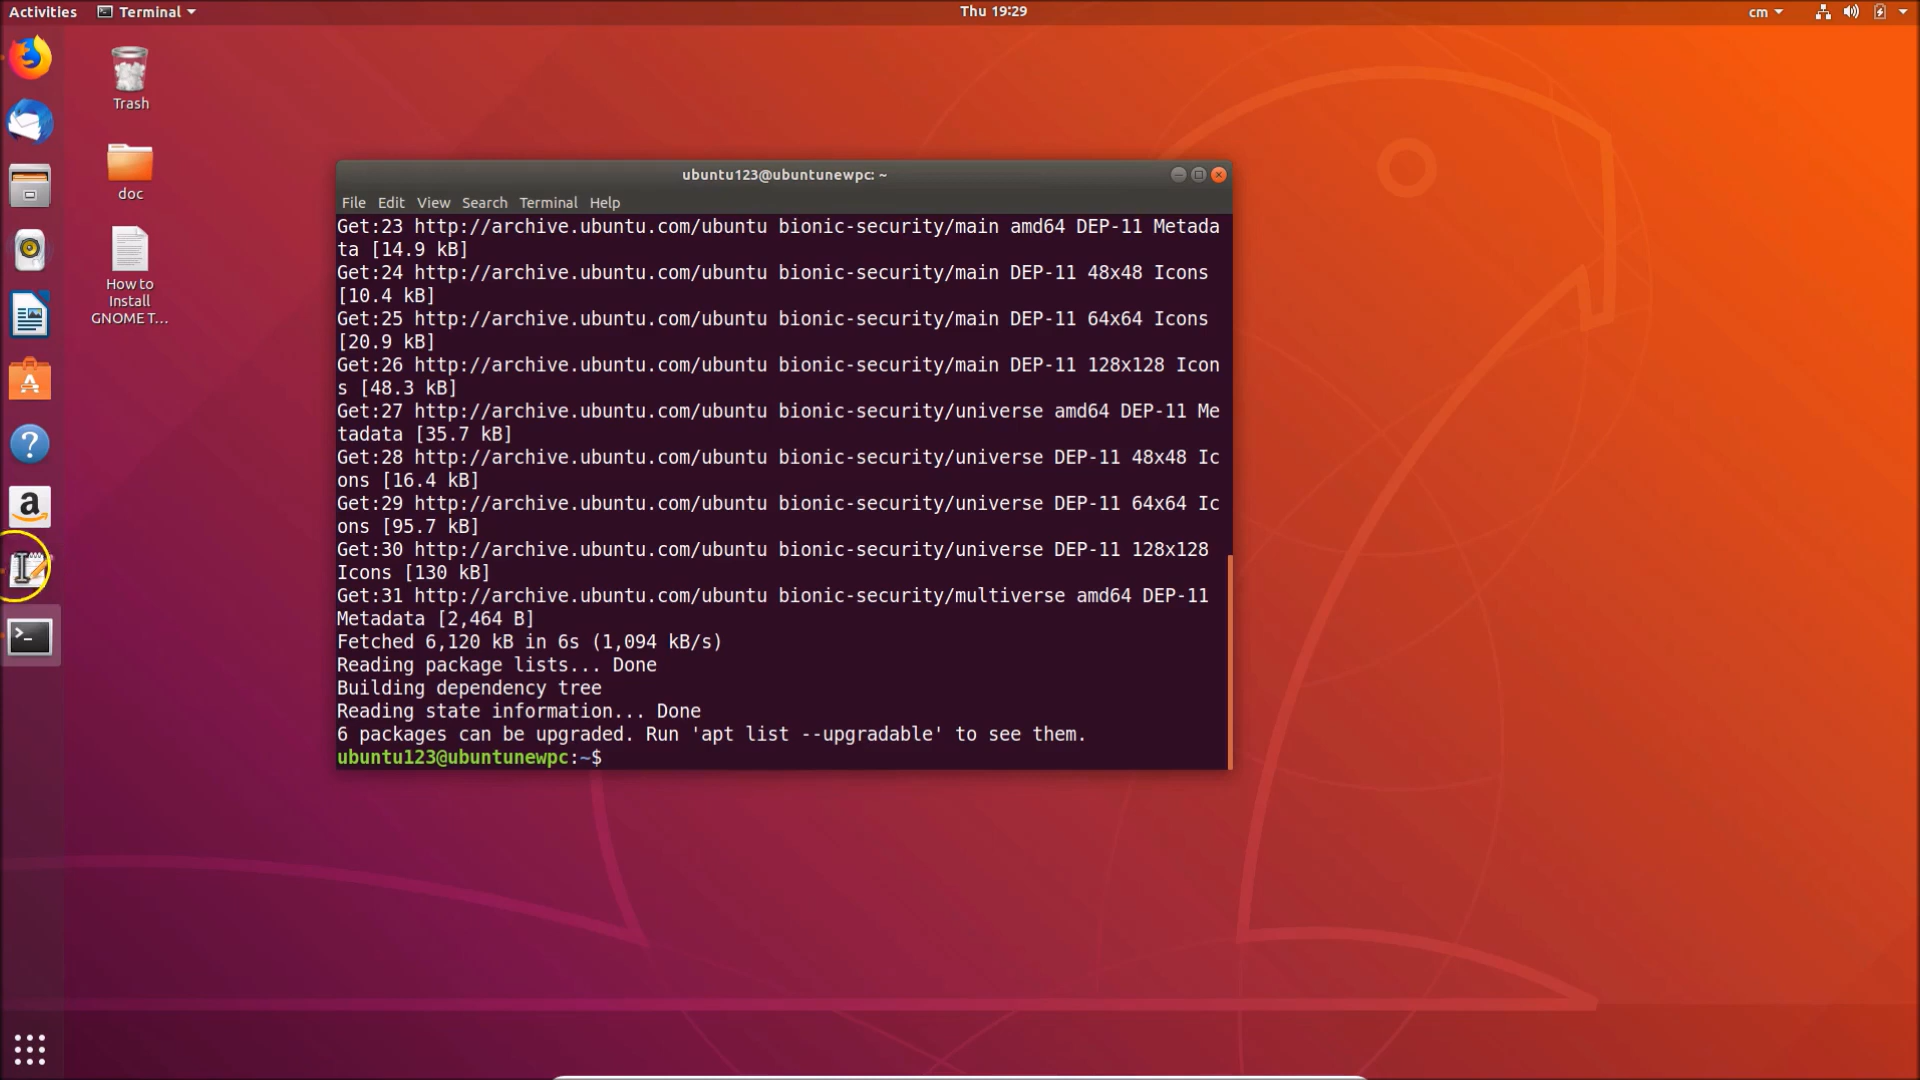 Activities Terminal Thu 19:29 cm
Trash
doc
How to
Install
GNOME T...
ubuntu123@ubuntunewpc: ~
File Edit View Search Terminal Help
Get:23 http://archive.ubuntu.com/ubuntu bionic-security/main amd64 DEP-11 Metada
ta [14.9 kB]
Get:24 http://archive.ubuntu.com/ubuntu bionic-security/main DEP-11 48x48 Icons
[10.4 kB]
Get:25 http://archive.ubuntu.com/ubuntu bionic-security/main DEP-11 64x64 Icons
[20.9 kB]
Get:26 http://archive.ubuntu.com/ubuntu bionic-security/main DEP-11 128x128 Icon
s [48.3 kB]
Get:27 http://archive.ubuntu.com/ubuntu bionic-security/universe amd64 DEP-11 Me
tadata [35.7 kB]
Get:28 http://archive.ubuntu.com/ubuntu bionic-security/universe DEP-11 48x48 Ic
ons [16.4 kB]
Get:29 http://archive.ubuntu.com/ubuntu bionic-security/universe DEP-11 64x64 Ic
ons [95.7 kB]
Get:30 http://archive.ubuntu.com/ubuntu bionic-security/universe DEP-11 128x128
Icons [130 kB]
Get:31 http://archive.ubuntu.com/ubuntu bionic-security/multiverse amd64 DEP-11
Metadata [2,464 B]
Fetched 6,120 kB in 6s (1,094 kB/s)
Reading package lists... Done
Building dependency tree
Reading state information... Done
6 packages can be upgraded. Run 'apt list --upgradable' to see them.
ubuntu123@ubuntunewpc:~$